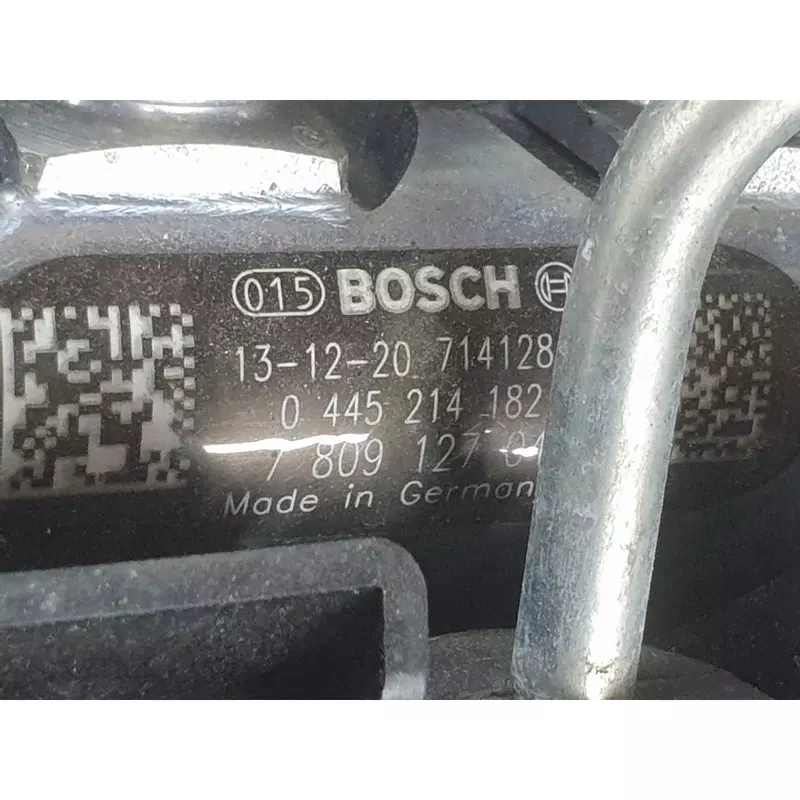 015 BOSCH
13-12-20 714128
0 445 214 182
7 809 127
Made in German